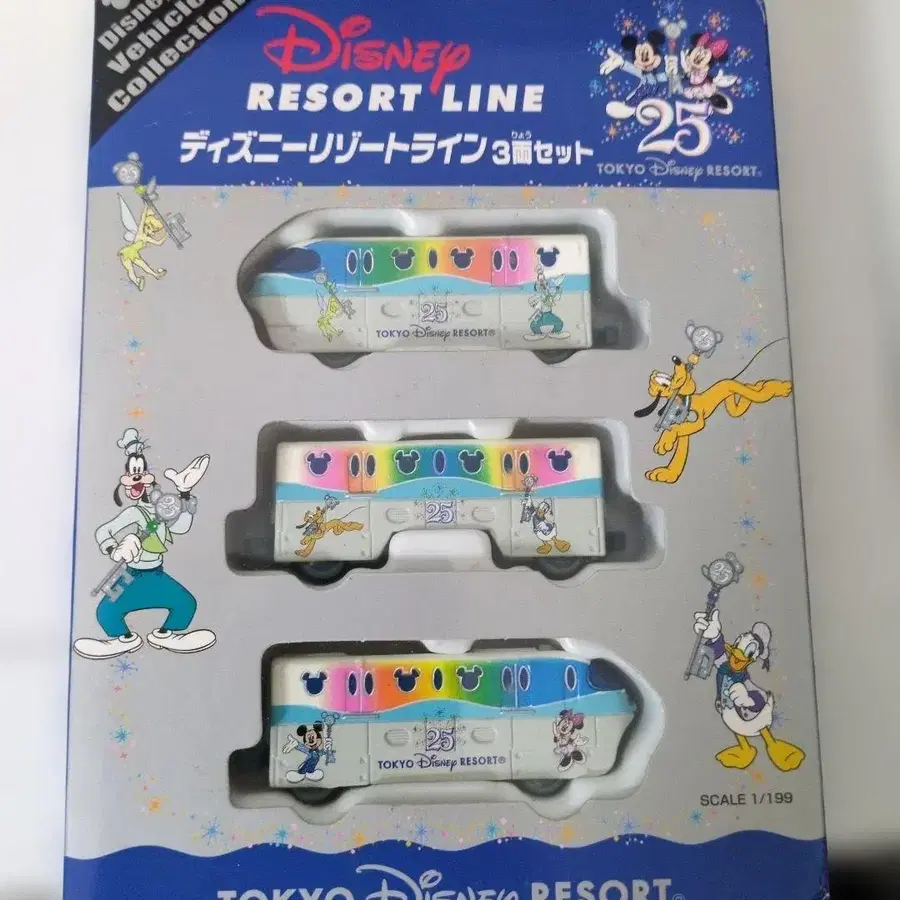 Disney
Vehicle
Collection
Disney
RESORT LINE
ディズニーリゾートライン 3両セット
りょう
25
TOKYO Disney RESORT®
25
TOKYO Disney RESORT®
25
25
TOKYO Disney RESORT®
25
25
SCALE 1/199
TOKYO Disney RESORT®